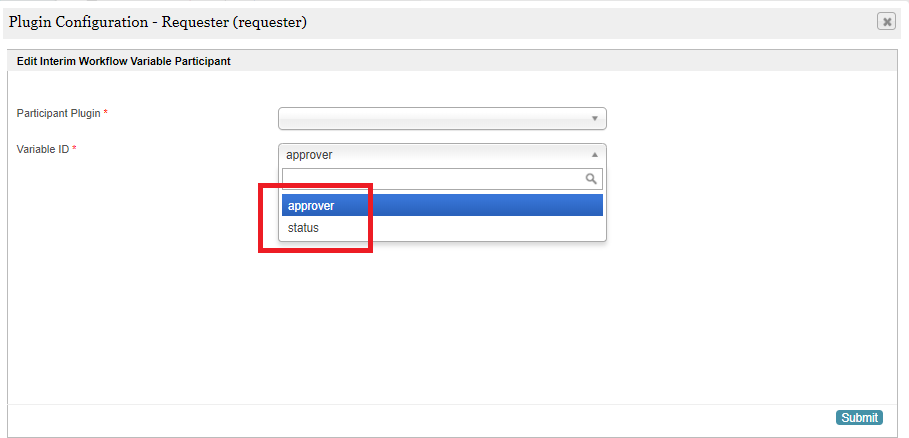 Plugin Configuration - Requester (requester)
Edit Interim Workflow Variable Participant
Participant Plugin *
Variable ID *
approver
approver
status
Submit